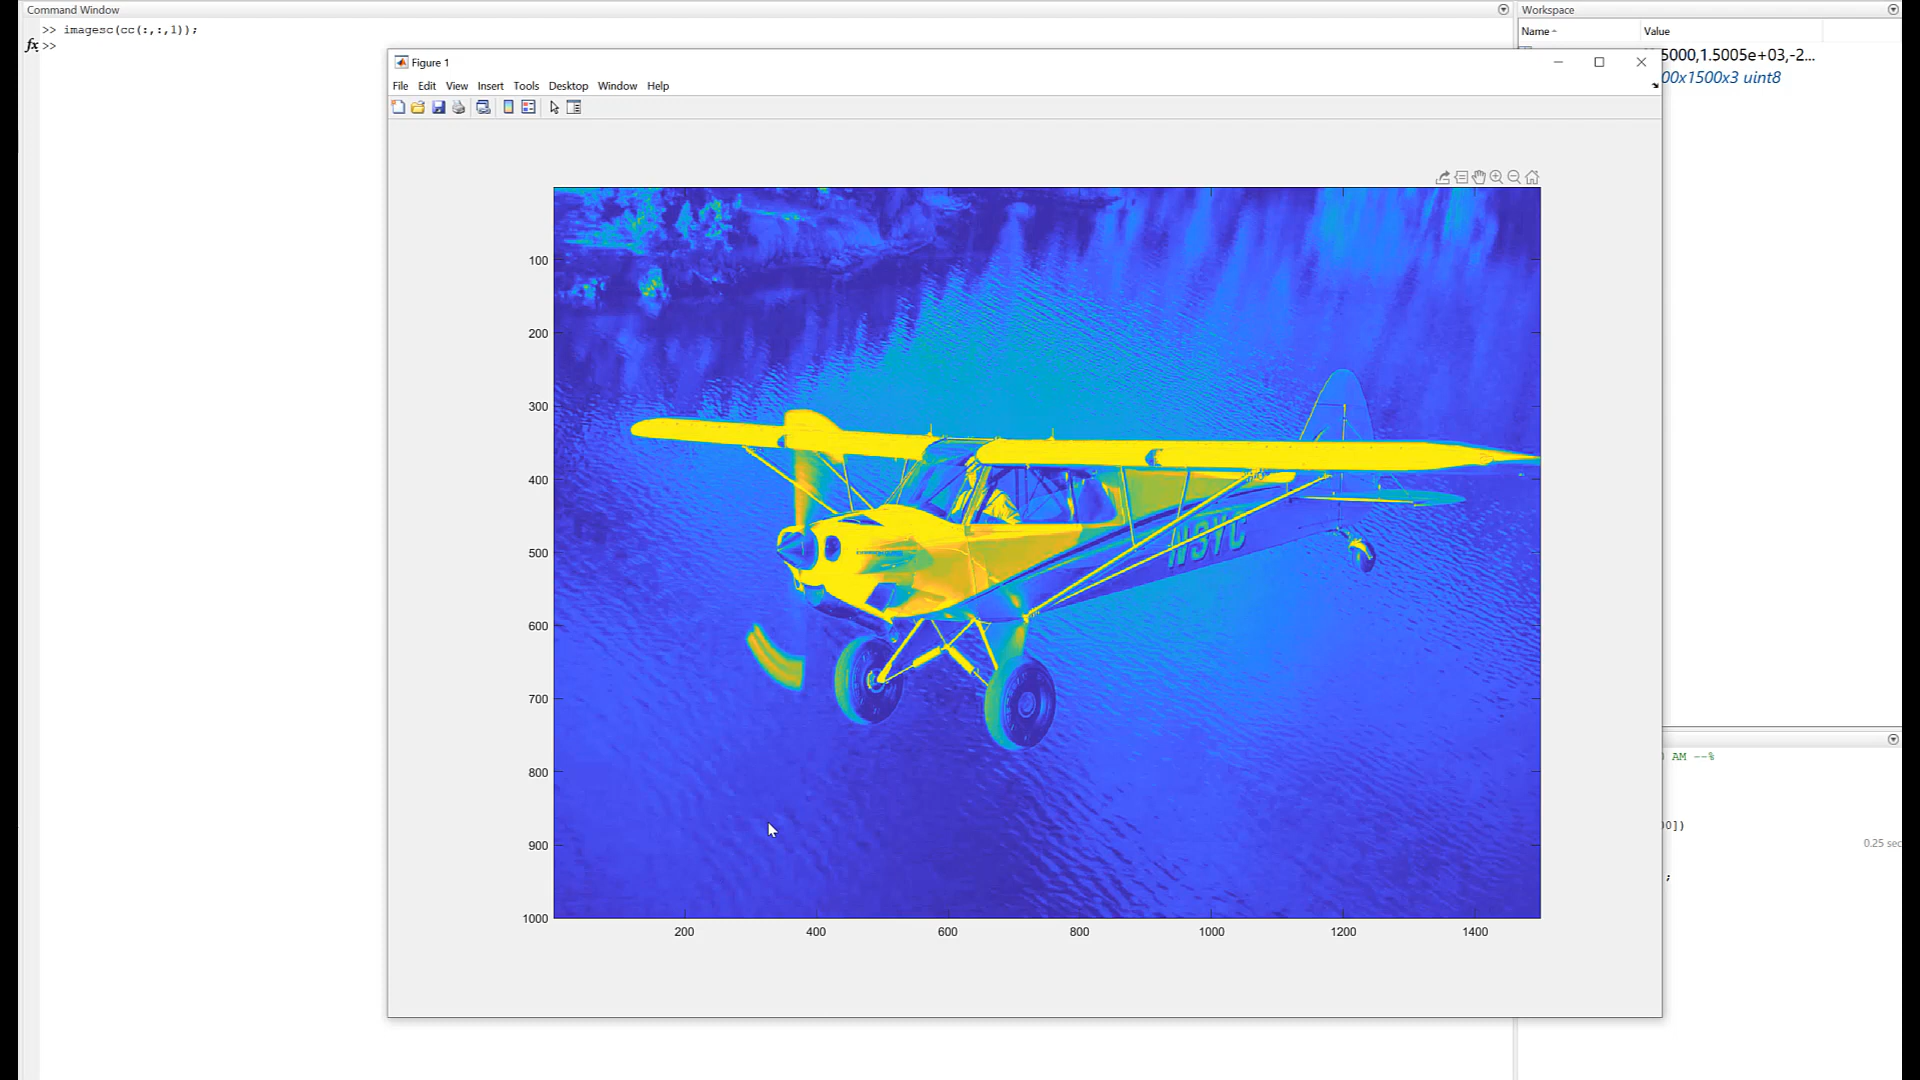 Command Window
>> imagesc(cc(:,:,1));
fx >>
Workspace
Name Value
5000,1.5005e+03,-2...
00x1500x3 uint8
Figure 1
File Edit View Insert Tools Desktop Window Help
100
200
300
400
500
600
700
800
900
1000
200 400 600 800 1000 1200 1400
N3YC
AM --%
00])
0.25 sec
;